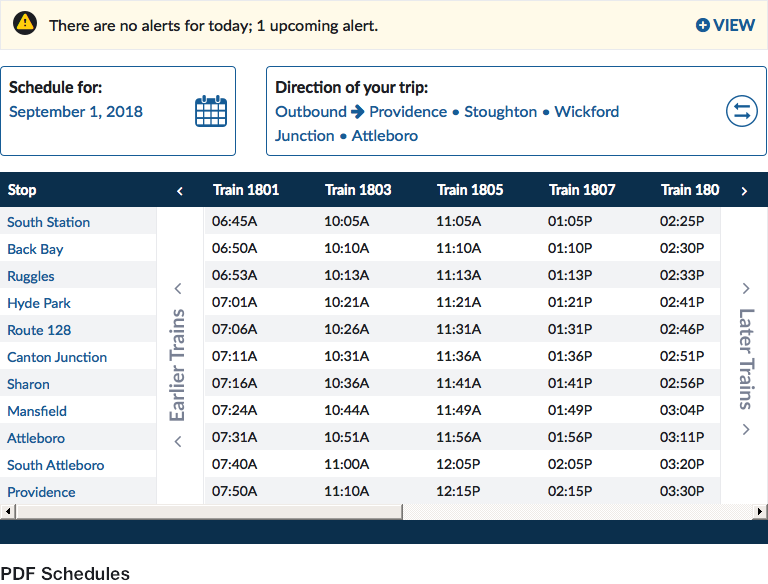 There are no alerts for today; 1 upcoming alert.
VIEW
Schedule for:
September 1, 2018
Direction of your trip:
Outbound Providence • Stoughton • Wickford
Junction • Attleboro
Stop Train 1801 Train 1803 Train 1805 Train 1807 Train 180
South Station 06:45A 10:05A 11:05A 01:05P 02:25P
Back Bay 06:50A 10:10A 11:10A 01:10P 02:30P
Ruggles 06:53A 10:13A 11:13A 01:13P 02:33P
Hyde Park 07:01A 10:21A 11:21A 01:21P 02:41P
Route 128 07:06A 10:26A 11:31A 01:31P 02:46P
Canton Junction 07:11A 10:31A 11:36A 01:36P 02:51P
Sharon 07:16A 10:36A 11:41A 01:41P 02:56P
Mansfield 07:24A 10:44A 11:49A 01:49P 03:04P
Attleboro 07:31A 10:51A 11:56A 01:56P 03:11P
South Attleboro 07:40A 11:00A 12:05P 02:05P 03:20P
Providence 07:50A 11:10A 12:15P 02:15P 03:30P
Earlier Trains
Later Trains
PDF Schedules